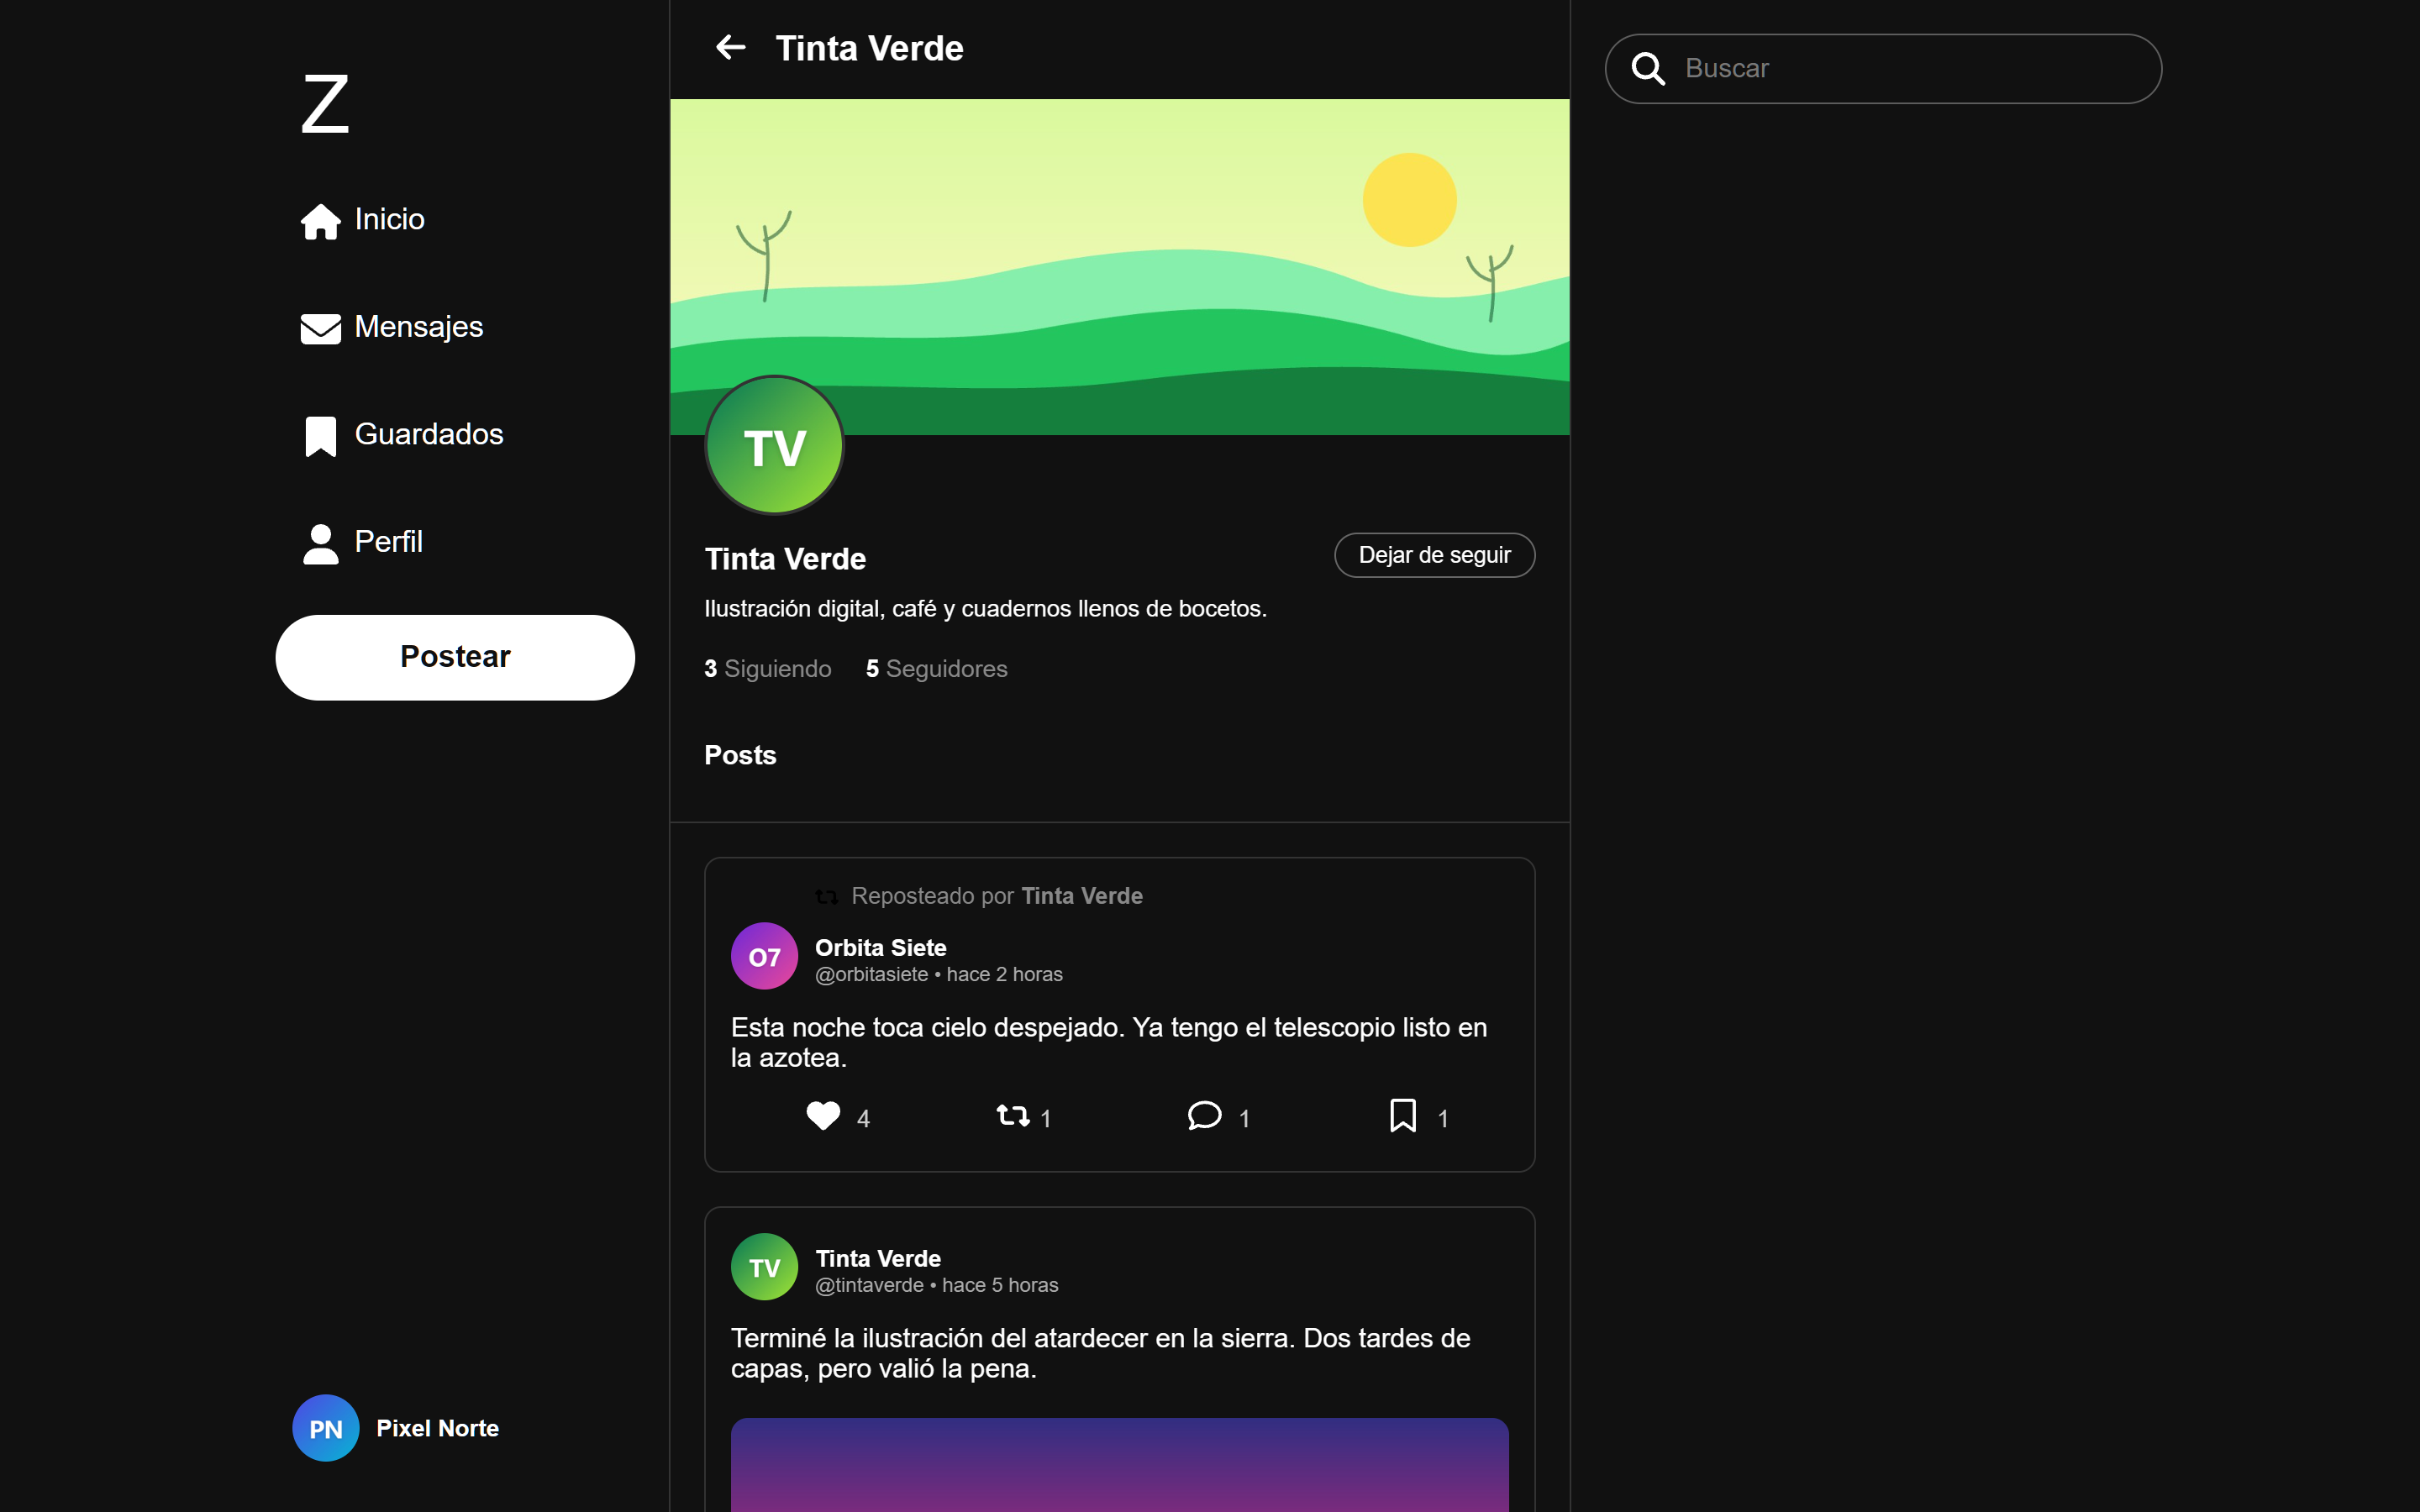 Z
Inicio
Mensajes
Guardados
Perfil
Postear
PN
Pixel Norte
Tinta Verde
TV
Tinta Verde
Dejar de seguir
Ilustración digital, café y cuadernos llenos de bocetos.
3 Siguiendo 5 Seguidores
Posts
Reposteado por Tinta Verde
O7
Orbita Siete
@orbitasiete • hace 2 horas
Esta noche toca cielo despejado. Ya tengo el telescopio listo en
la azotea.
4 1 1 1
TV
Tinta Verde
@tintaverde • hace 5 horas
Terminé la ilustración del atardecer en la sierra. Dos tardes de
capas, pero valió la pena.
Buscar